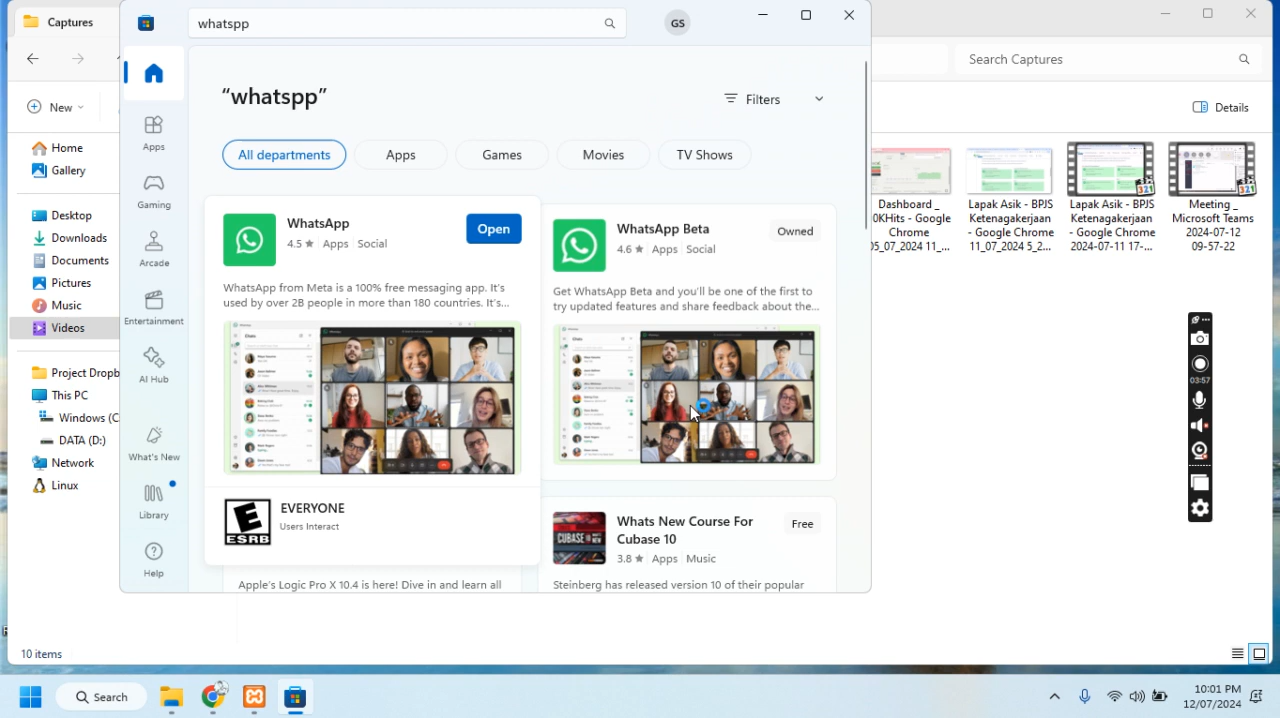 Captures
whatspp
GS
Search Captures
New
Details
"whatspp"
Filters
All departments
Apps
Games
Movies
TV Shows
Home
Gallery
Desktop
Downloads
Documents
Pictures
Music
Videos
Project Dropb
This PC
Windows (C
DATA (D:)
Network
Linux
Apps
Gaming
Arcade
Entertainment
AI Hub
What's New
Library
Help
WhatsApp
4.5 ★ Apps Social
Open
WhatsApp from Meta is a 100% free messaging app. It's
used by over 2B people in more than 180 countries. It's...
EVERYONE
Users Interact
E
ESRB
Apple's Logic Pro X 10.4 is here! Dive in and learn all
WhatsApp Beta
Owned
4.6 ★ Apps Social
Get WhatsApp Beta and you'll be one of the first to
try updated features and share feedback about the...
Whats New Course For
Cubase 10
Free
3.8 ★ Apps Music
CUBASE
Steinberg has released version 10 of their popular
Dashboard _
0KHits - Google
Chrome
05_07_2024 11_...
Lapak Asik - BPJS
Ketenagakerjaan
- Google Chrome
11_07_2024 5_2...
Lapak Asik - BPJS
Ketenagakerjaan
- Google Chrome
2024-07-11 17-...
Meeting _
Microsoft Teams
2024-07-12
09-57-22
03:57
10 items
Search
10:01 PM
12/07/2024